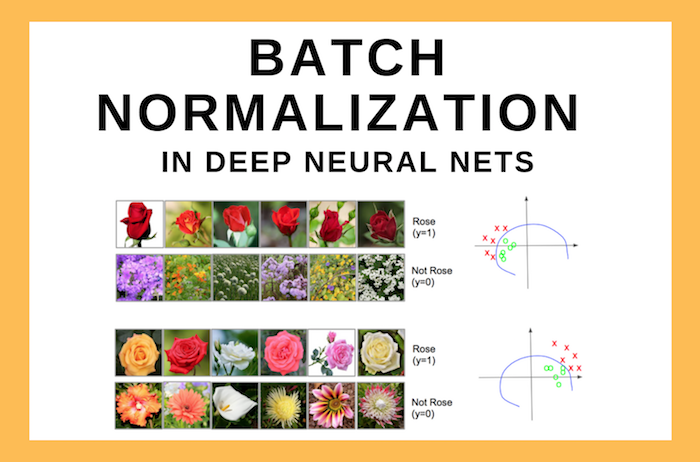 BATCH
NORMALIZATION
IN DEEP NEURAL NETS
Rose
(y=1)
Not Rose
(y=0)
Rose
(y=1)
Not Rose
(y=0)